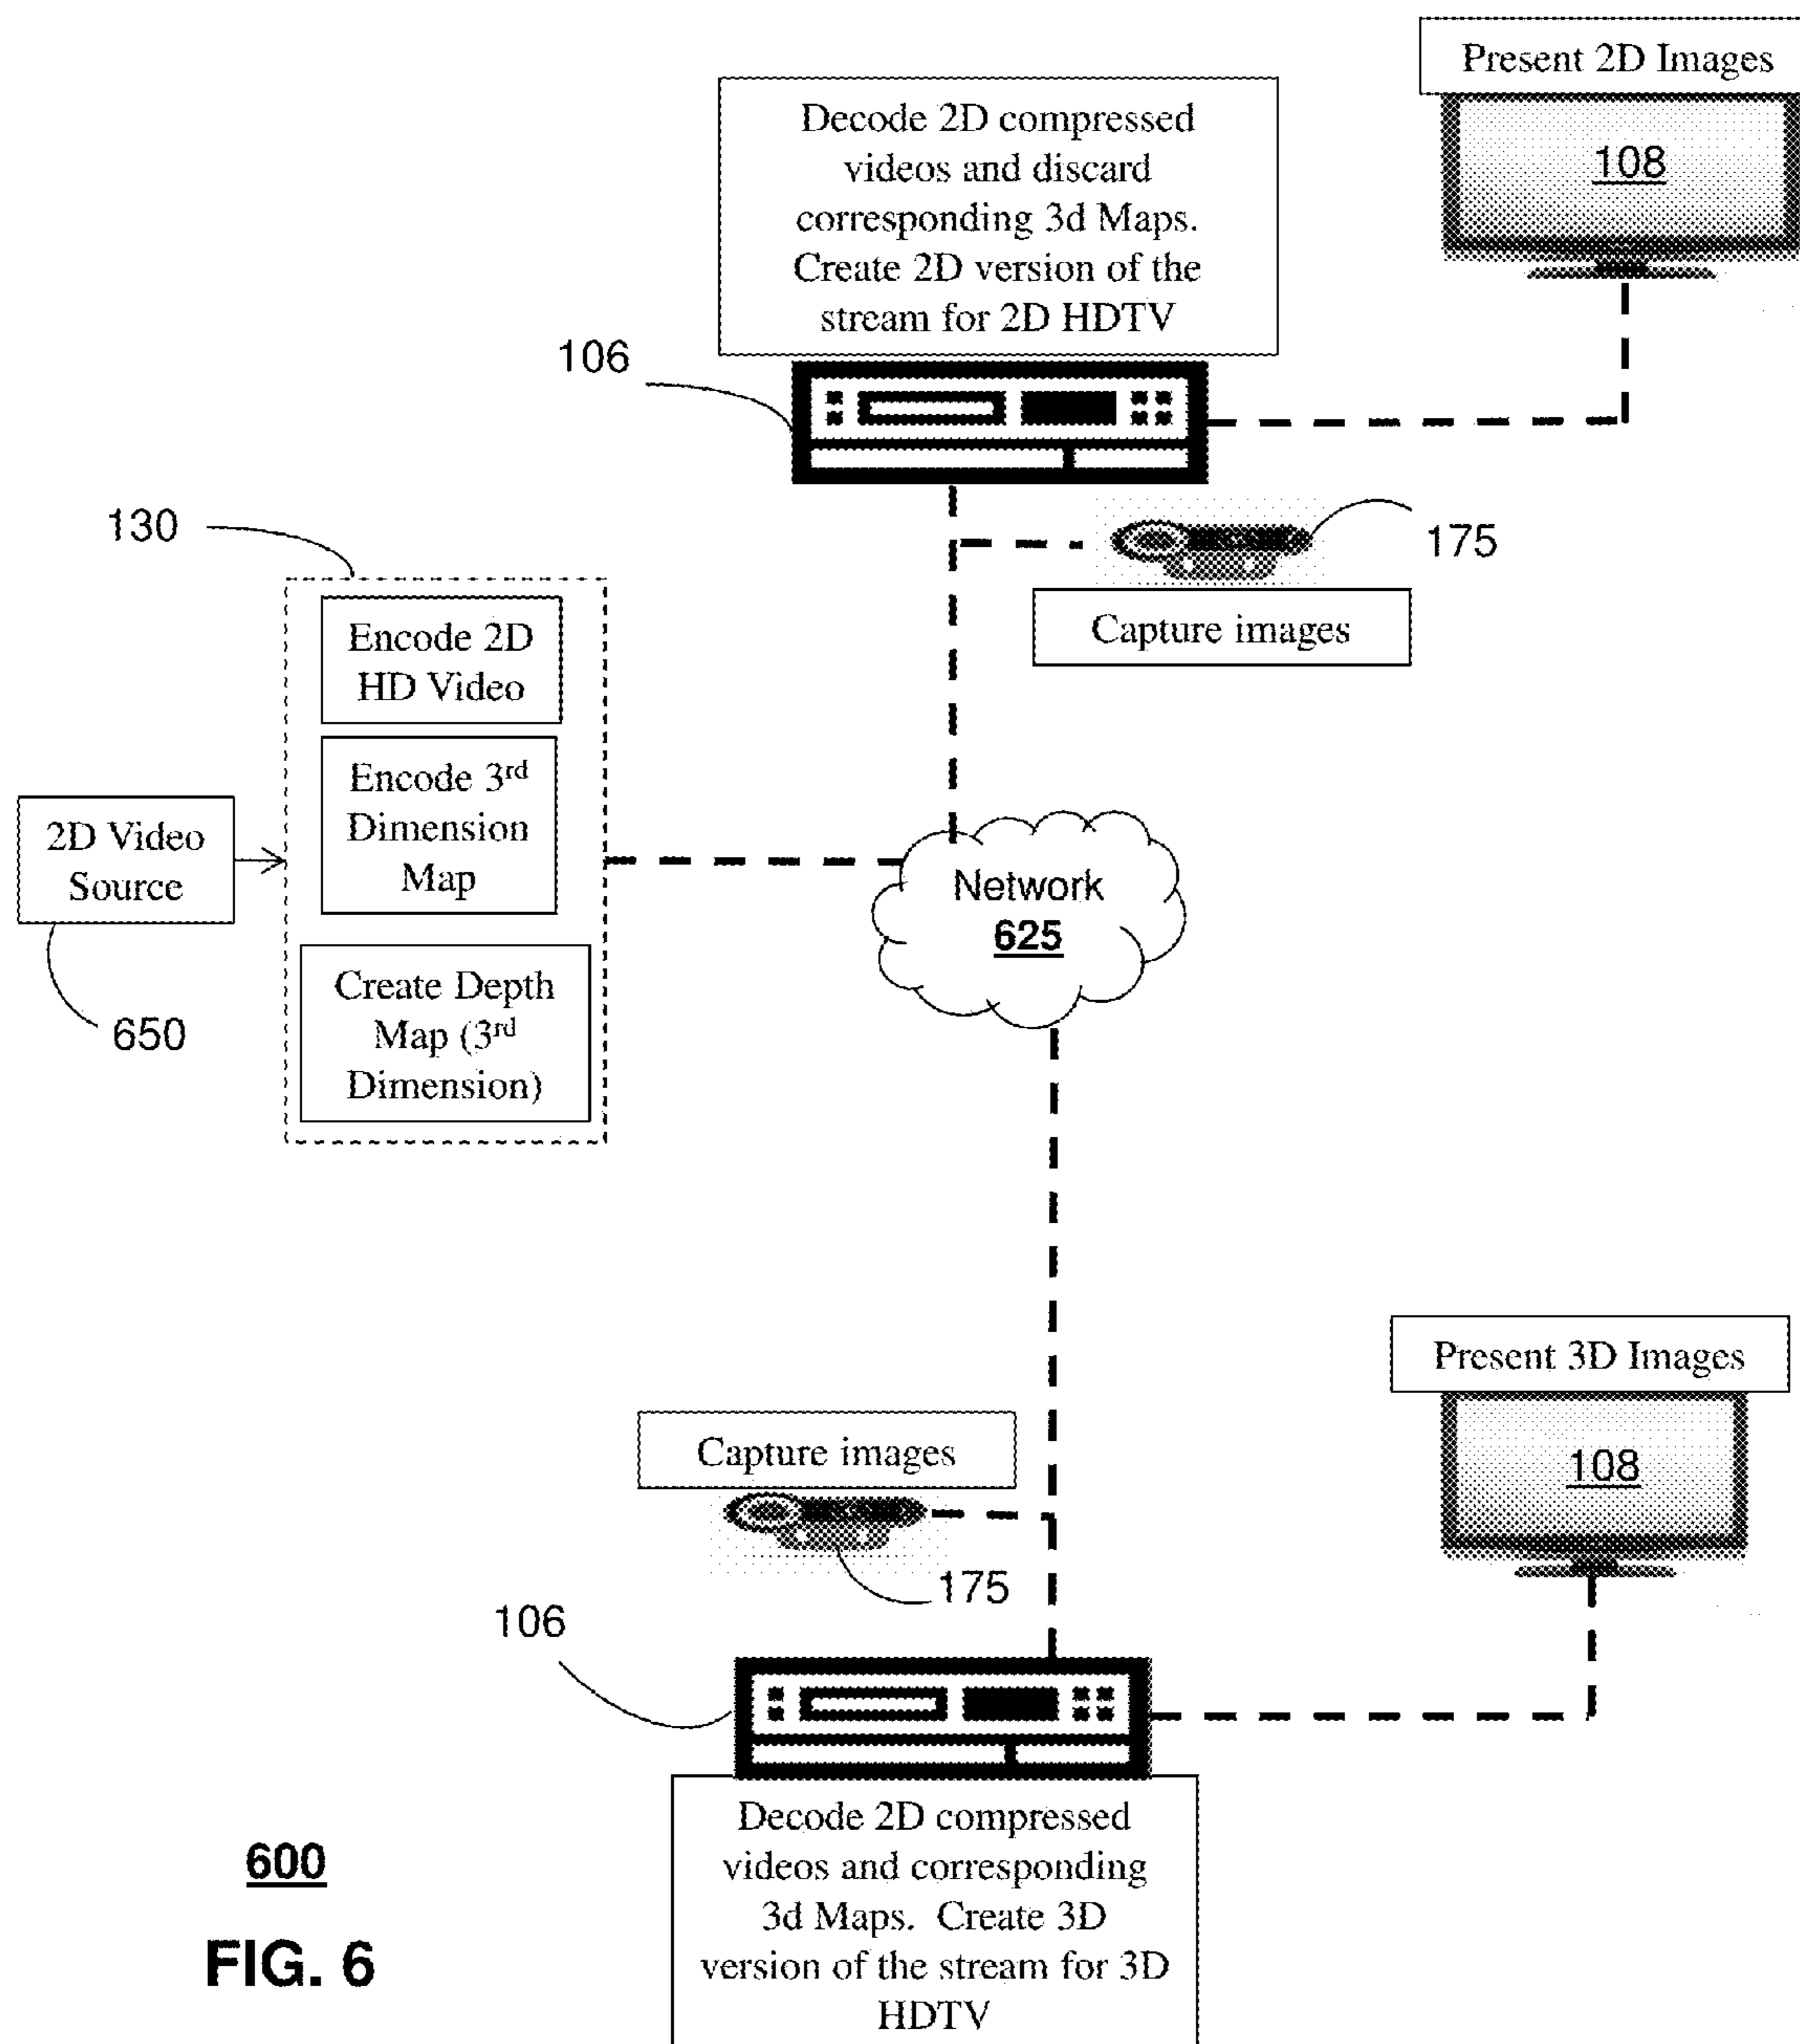 Present 2D Images
108
Decode 2D compressed
videos and discard
corresponding 3d Maps.
Create 2D version of the
stream for 2D HDTV
106
175
Capture images
130
Encode 2D
HD Video
Encode 3rd
Dimension
Map
Create Depth
Map (3rd
Dimension)
2D Video
Source
650
Network
625
Present 3D Images
108
Capture images
175
106
Decode 2D compressed
videos and corresponding
3d Maps. Create 3D
version of the stream for 3D
HDTV
600
FIG. 6